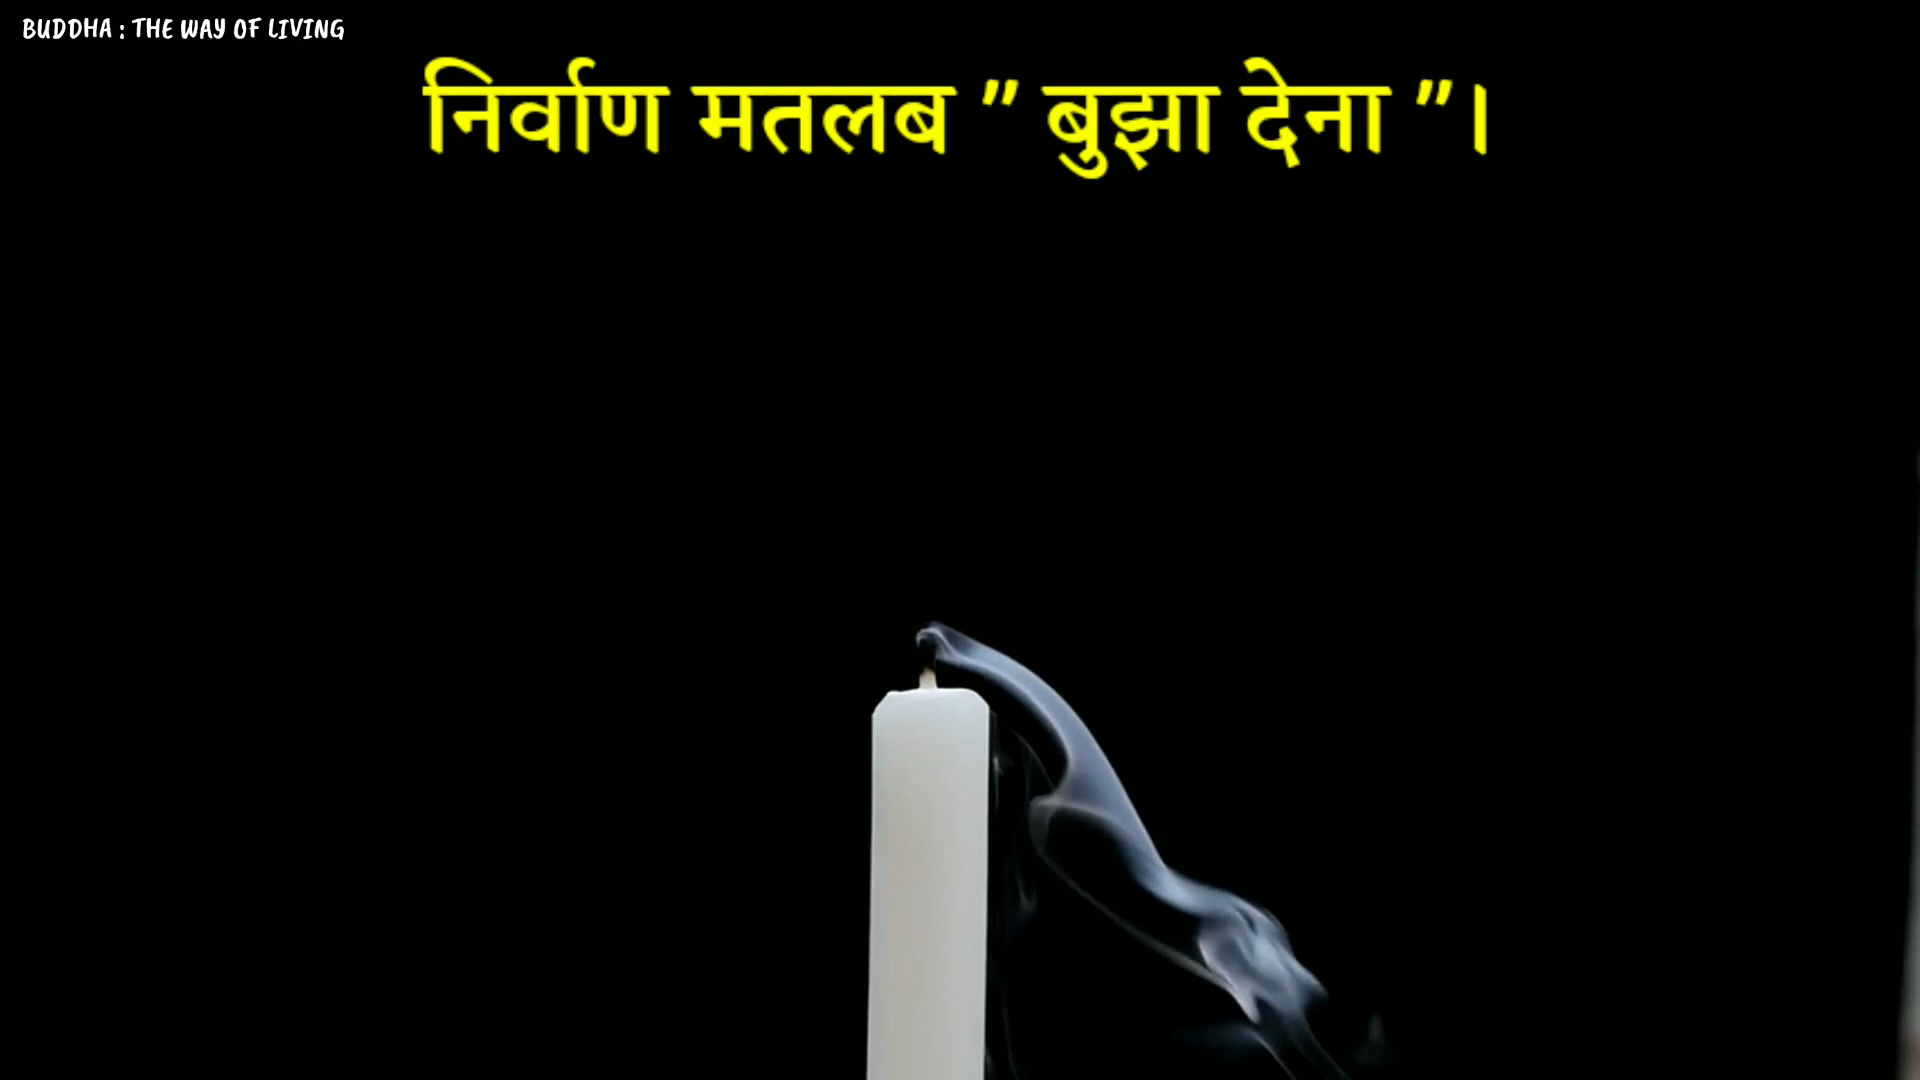 BUDDHA : THE WAY OF LIVING
निर्वाण मतलब " बुझा देना "।